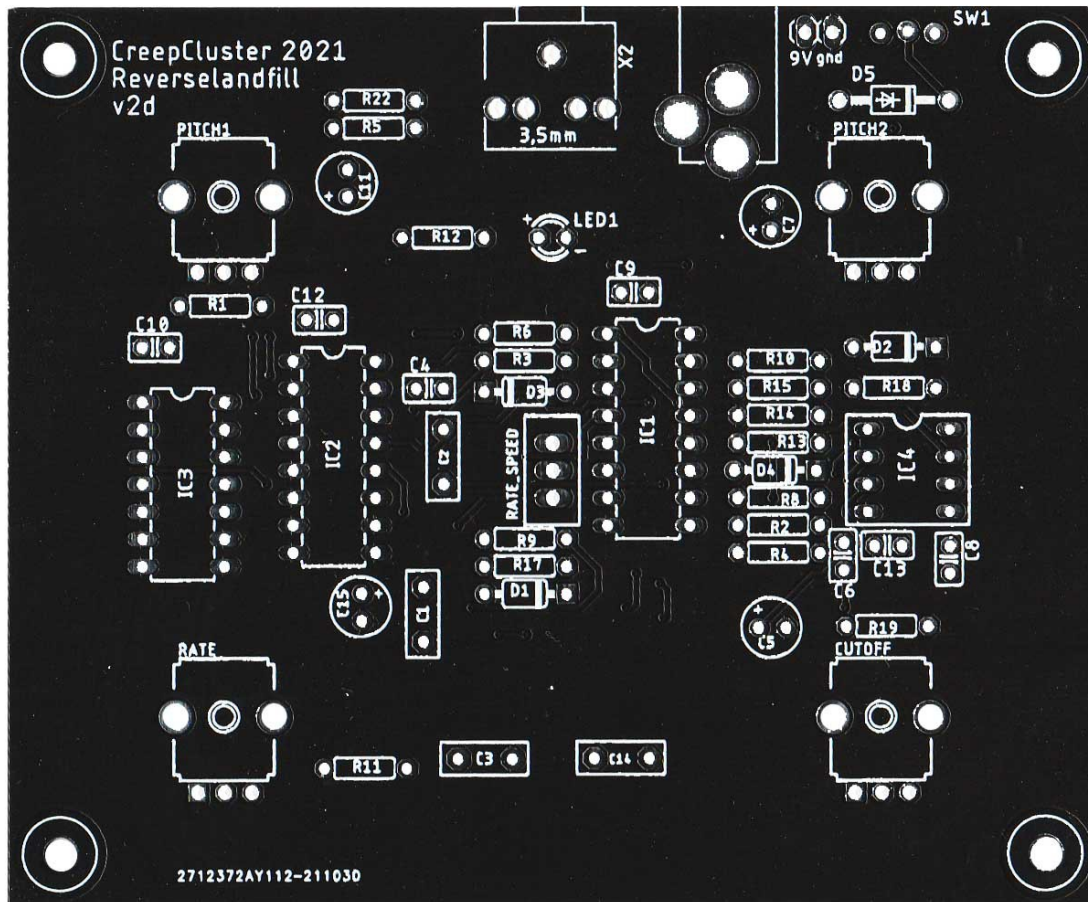 CreepCluster 2021
Reverselandfill
v2d
X2
3,5mm
9V gnd
SW1
D5
R22
R5
PITCH1
C11
PITCH2
C7
R12
+
LED1
-
C9
R1
C12
C10
R6
R3
D3
C4
C2
RATE_SPEED
IC1
IC2
IC3
R10
R15
R14
R13
D4
R8
R2
R4
D2
R18
IC4
R9
R17
D1
C15
C1
C5
C6
C13
C8
R19
RATE
CUTOFF
R11
C3
C14
2712372AY112-211030